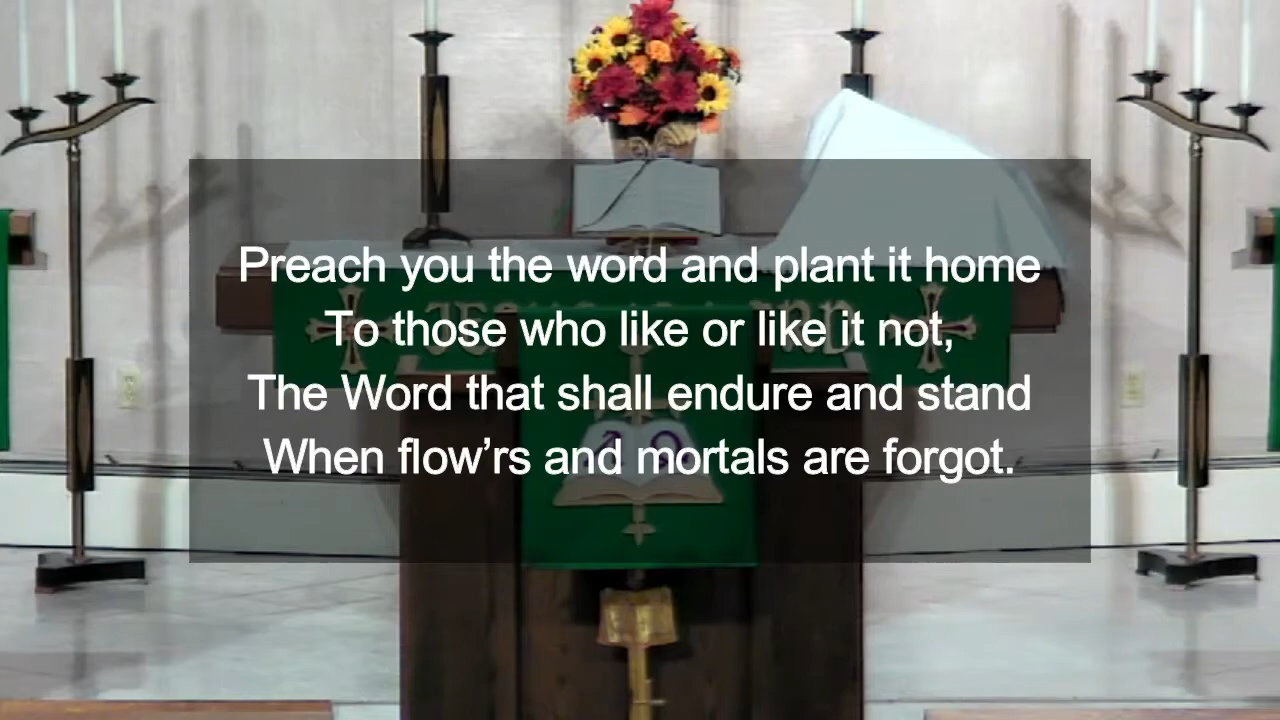 Preach you the word and plant it home
To those who like or like it not,
The Word that shall endure and stand
When flow’rs and mortals are forgot.